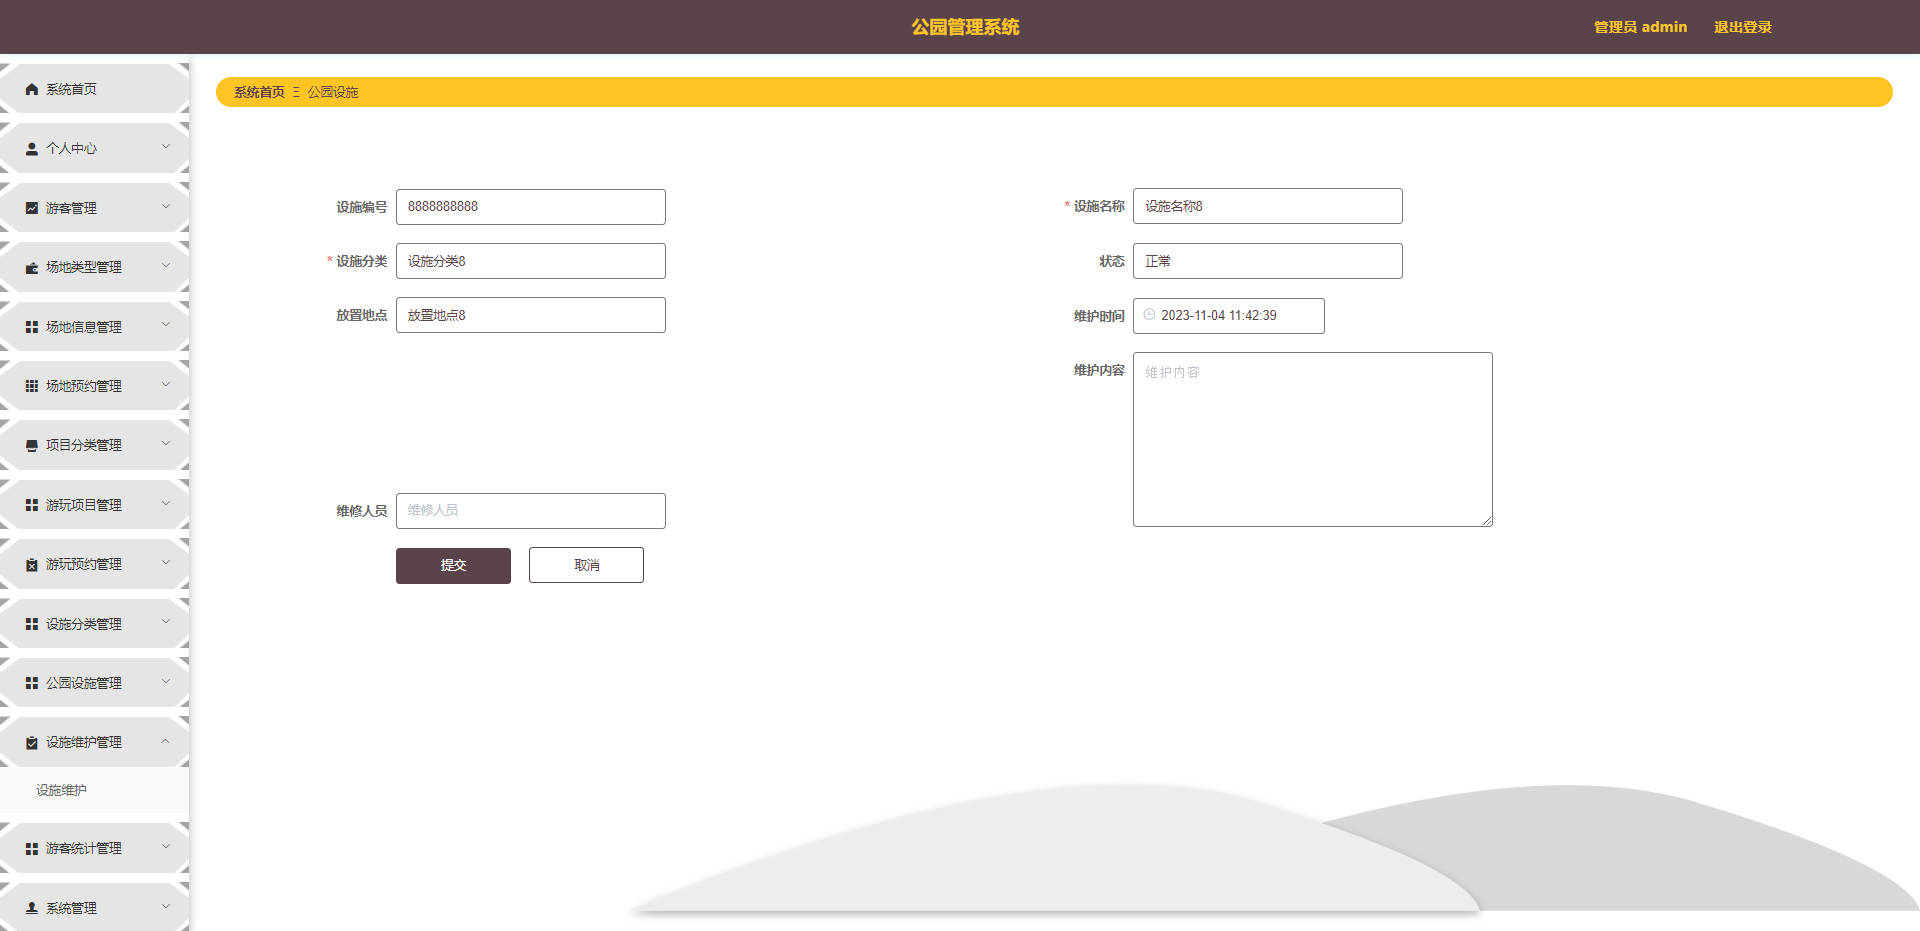 公园管理系统
管理员 admin
退出登录
系统首页
个人中心
游客管理
场地类型管理
场地信息管理
场地预约管理
项目分类管理
游玩项目管理
游玩预约管理
设施分类管理
公园设施管理
设施维护管理
设施维护
游客统计管理
系统管理
系统首页 Ξ 公园设施
设施编号 8888888888
* 设施名称 设施名称8
* 设施分类 设施分类8
状态 正常
放置地点 放置地点8
维护时间 2023-11-04 11:42:39
维护内容 维护内容
维修人员 维修人员
提交 取消